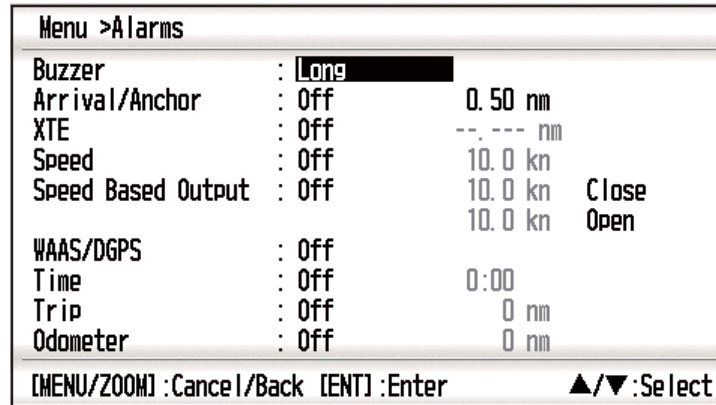 Menu >Alarms
Buzzer : Long
Arrival/Anchor : Off 0.50 nm
XTE : Off --.--- nm
Speed : Off 10.0 kn
Speed Based Output : Off 10.0 kn Close
10.0 kn Open
WAAS/DGPS : Off
Time : Off 0:00
Trip : Off 0 nm
Odometer : Off 0 nm
[MENU/ZOOM]:Cancel/Back [ENT]:Enter ▲/▼:Select